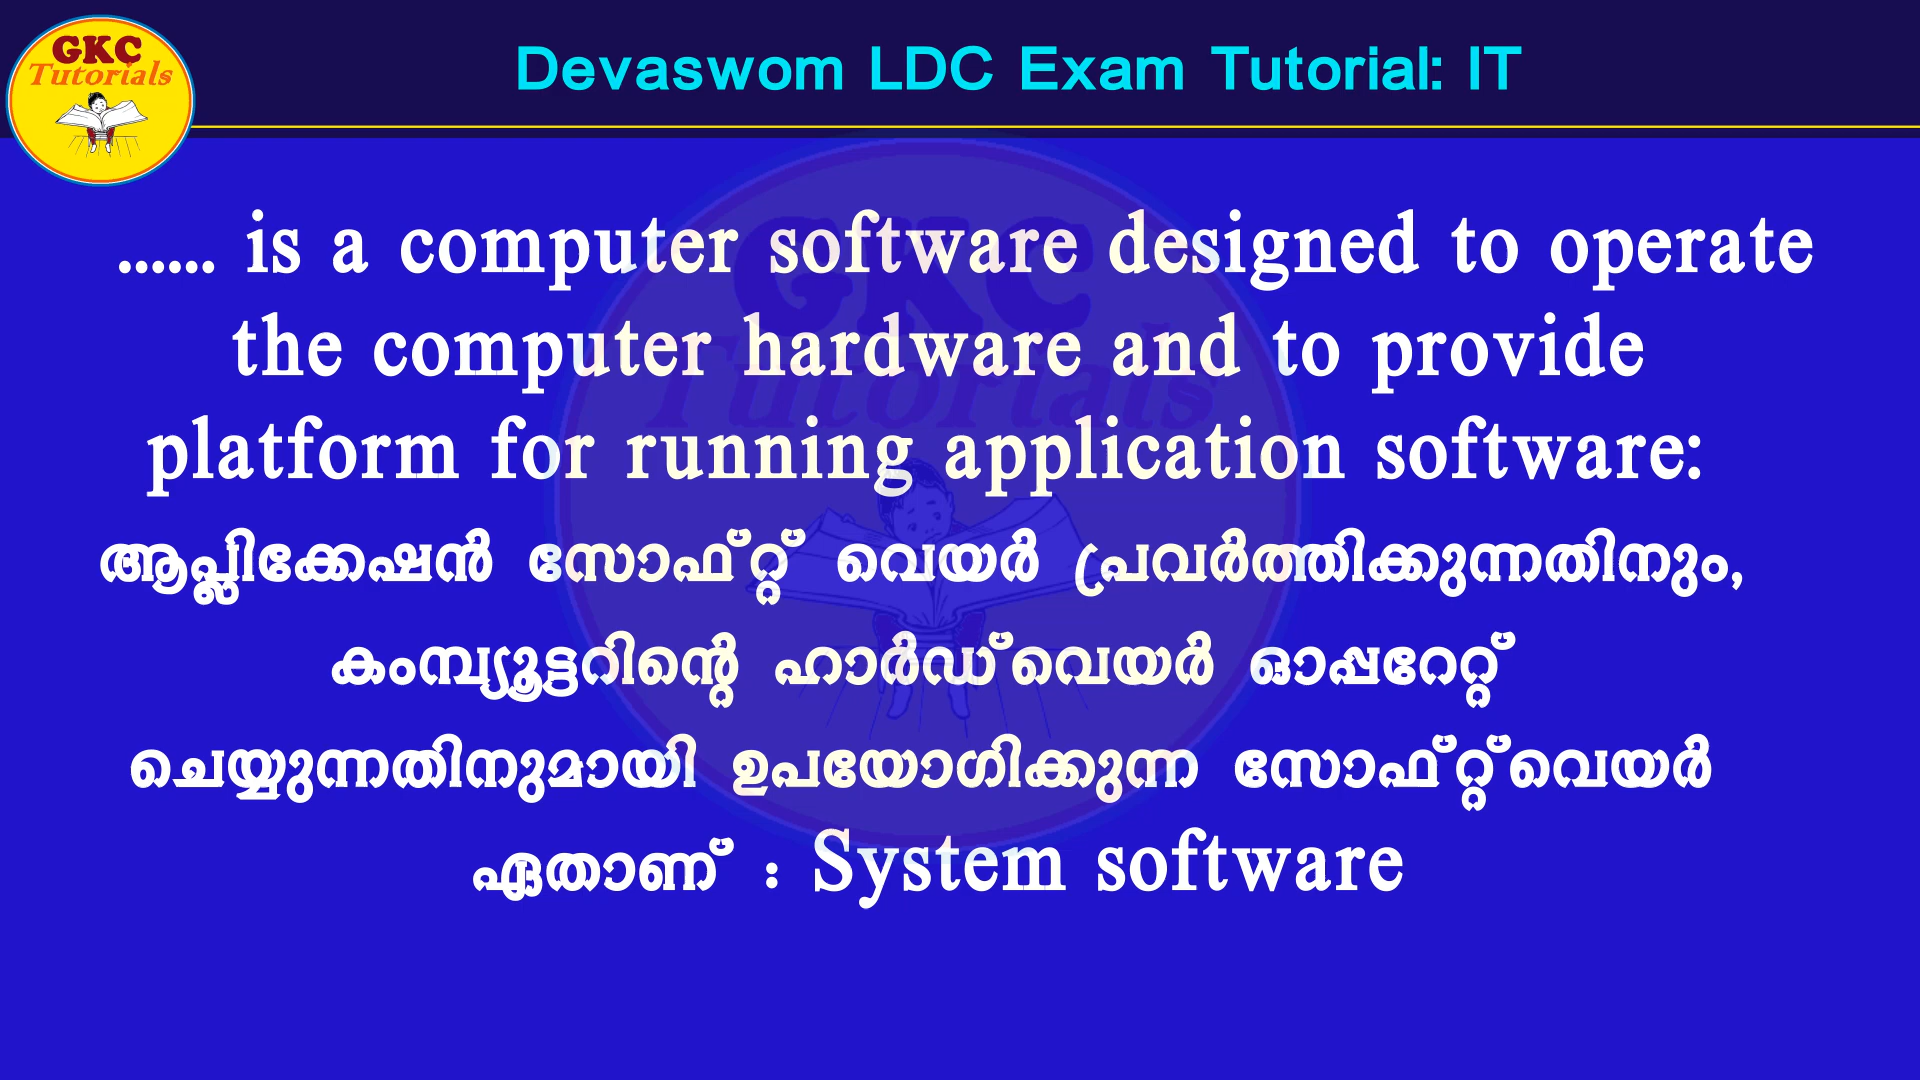 GKC
Tutorials
Devaswom LDC Exam Tutorial: IT
...... is a computer software designed to operate
the computer hardware and to provide
platform for running application software:
ആപ്ലിക്കേഷൻ സോഫ്റ്റ് വെയർ പ്രവർത്തിക്കുന്നതിനും,
കംമ്പ്യൂട്ടറിന്റെ ഹാർഡ്‌വെയർ ഓപ്പറേറ്റ്
ചെയ്യുന്നതിനുമായി ഉപയോഗിക്കുന്ന സോഫ്റ്റ്‌വെയർ
ഏതാണ് : System software